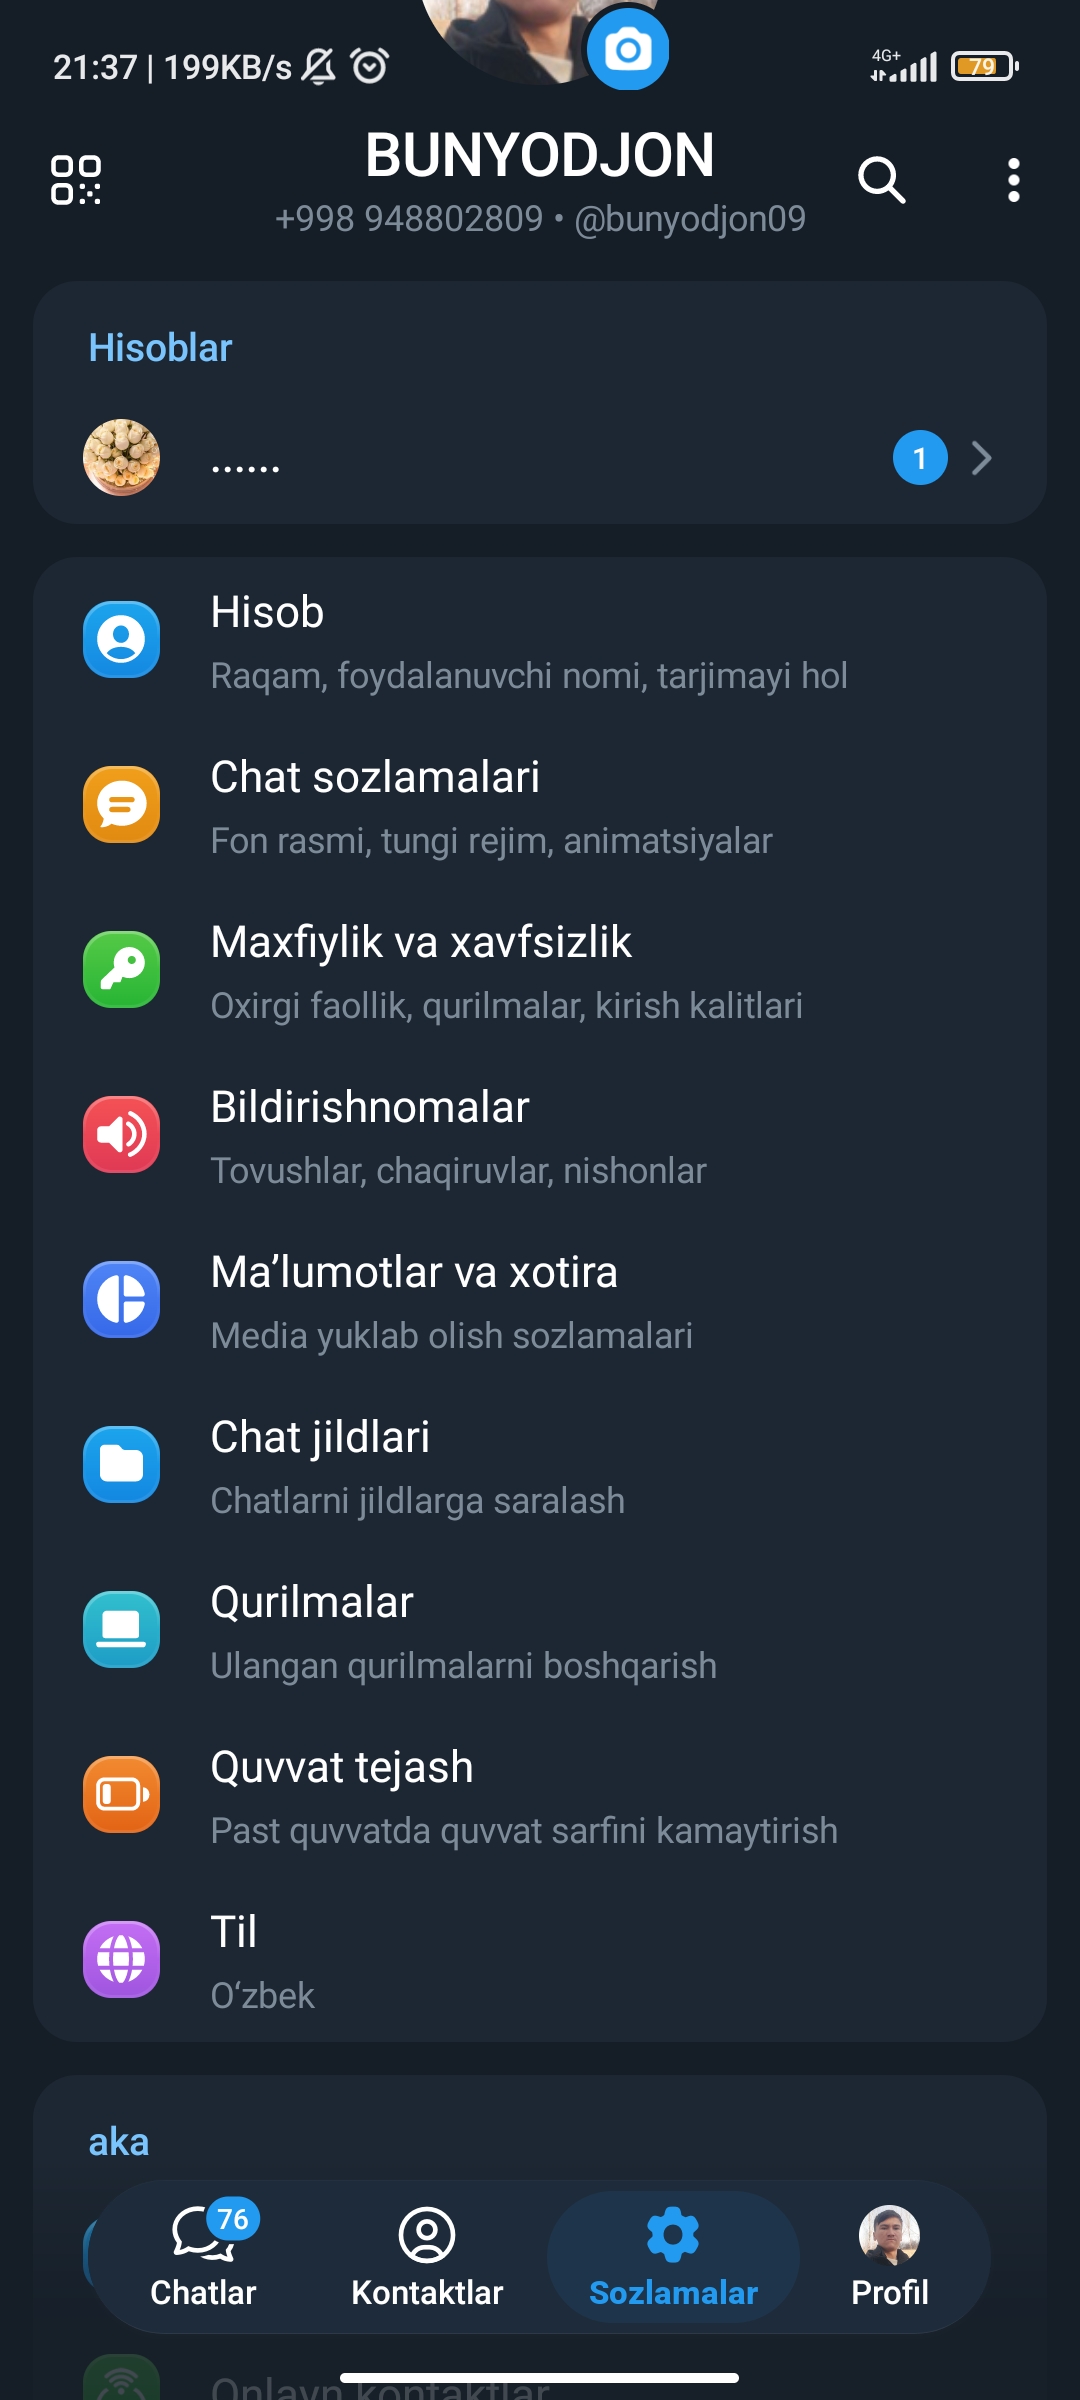 21:37 | 199KB/s
4G+
79
BUNYODJON
+998 948802809 • @bunyodjon09
Hisoblar
...... 1
Hisob
Raqam, foydalanuvchi nomi, tarjimayi hol
Chat sozlamalari
Fon rasmi, tungi rejim, animatsiyalar
Maxfiylik va xavfsizlik
Oxirgi faollik, qurilmalar, kirish kalitlari
Bildirishnomalar
Tovushlar, chaqiruvlar, nishonlar
Ma’lumotlar va xotira
Media yuklab olish sozlamalari
Chat jildlari
Chatlarni jildlarga saralash
Qurilmalar
Ulangan qurilmalarni boshqarish
Quvvat tejash
Past quvvatda quvvat sarfini kamaytirish
Til
O‘zbek
aka
76
Chatlar Kontaktlar Sozlamalar Profil
Onlayn kontaktlar